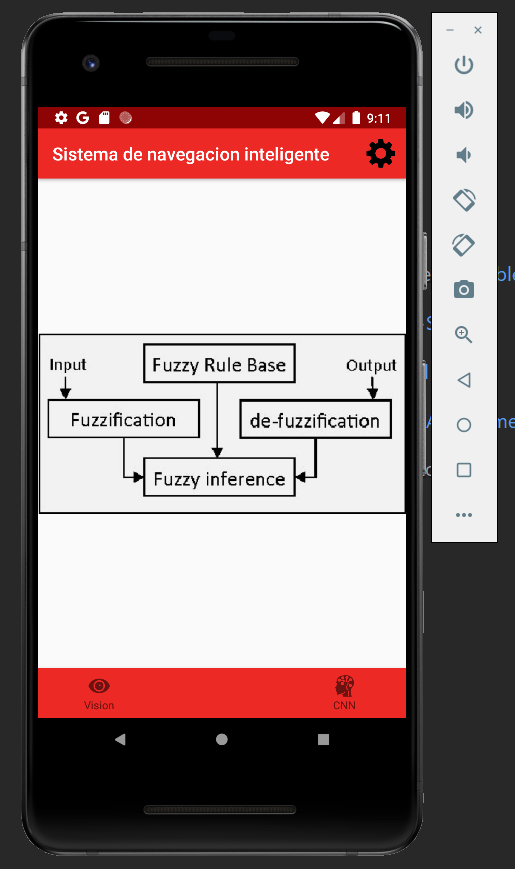 9:11
Sistema de navegacion inteligente
Input
Fuzzy Rule Base
Output
Fuzzification
de-fuzzification
Fuzzy inference
Vision
CNN